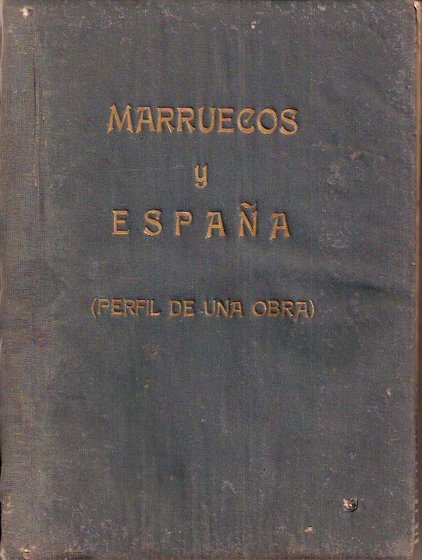 MARRUECOS
y
ESPAÑA
(PERFIL DE UNA OBRA)